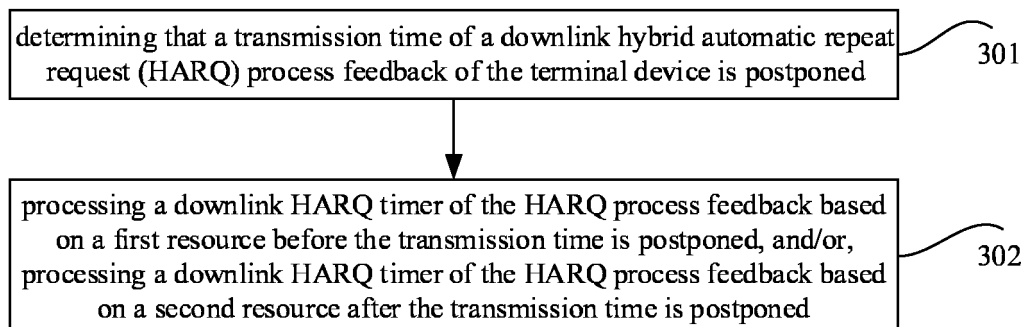 determining that a transmission time of a downlink hybrid automatic repeat
request (HARQ) process feedback of the terminal device is postponed
301
processing a downlink HARQ timer of the HARQ process feedback based
on a first resource before the transmission time is postponed, and/or,
processing a downlink HARQ timer of the HARQ process feedback based
on a second resource after the transmission time is postponed
302